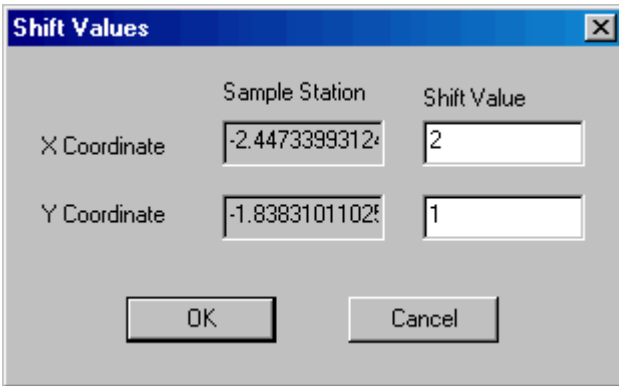 Shift Values
Sample Station Shift Value
X Coordinate -2.4473399312 2
Y Coordinate -1.8383101102 1
OK Cancel